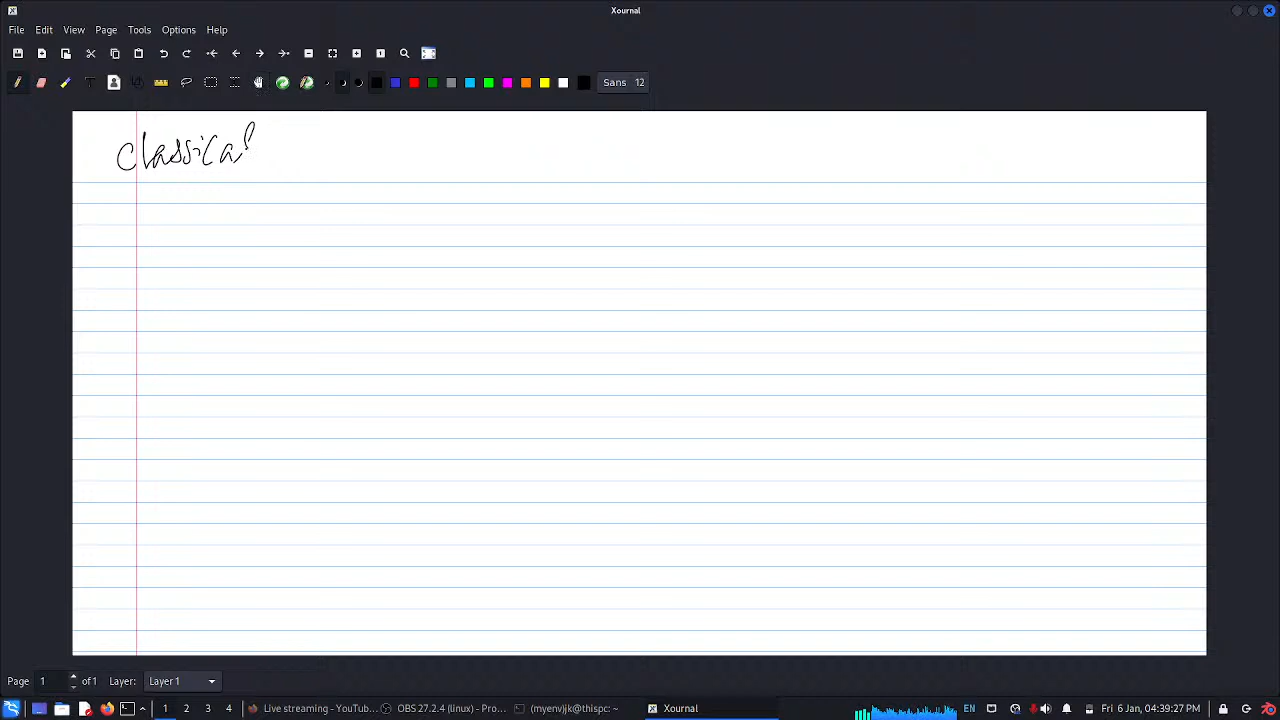 Xournal
File Edit View Page Tools Options Help
Sans 12
classical
Page 1 of 1 Layer: Layer 1
1 2 3 4 Live streaming - YouTub... OBS 27.2.4 (linux) - Pro... (myenvjjk@thispc: ~ Xournal EN Fri 6 Jan, 04:39:27 PM